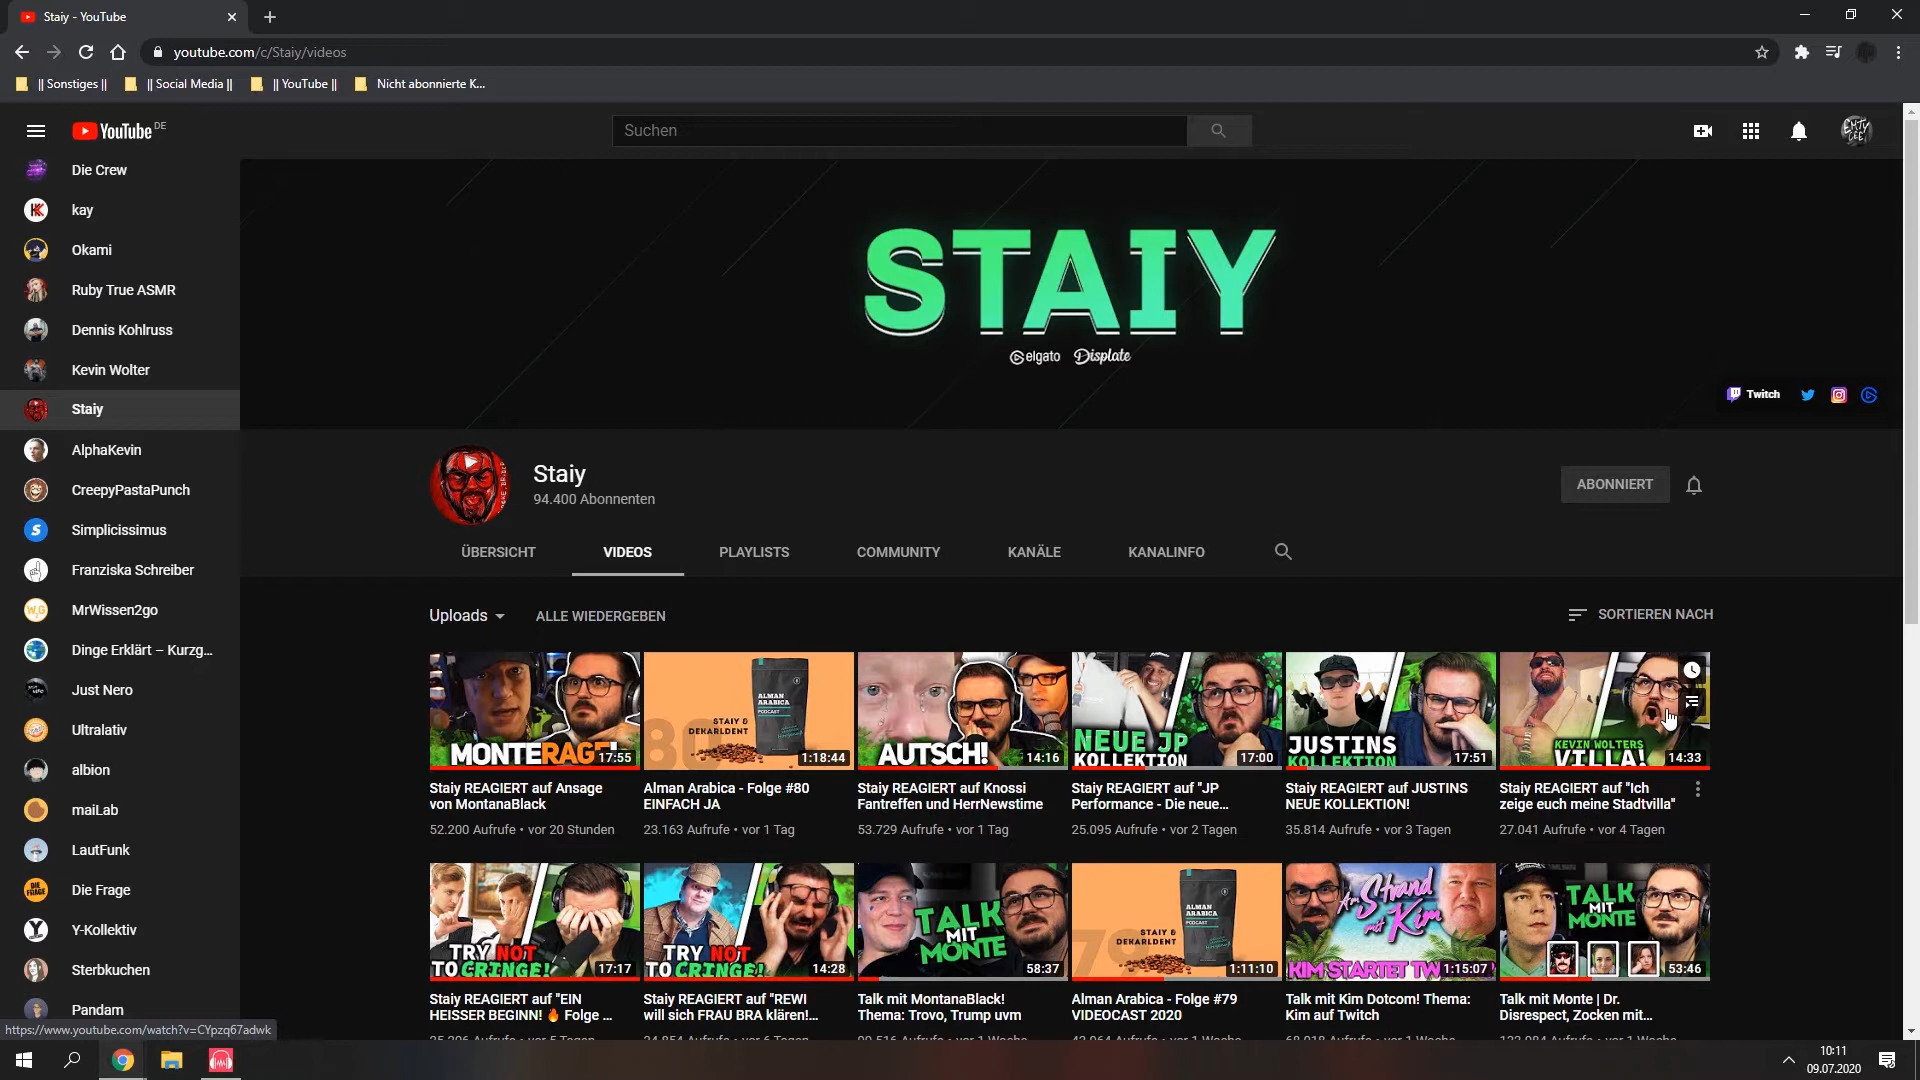 Staiy - YouTube
youtube.com/c/Staiy/videos
|| Sonstiges ||
|| Social Media ||
|| YouTube ||
Nicht abonnierte K...
YouTube DE
Suchen
Die Crew
kay
Okami
Ruby True ASMR
Dennis Kohlruss
Kevin Wolter
Staiy
AlphaKevin
CreepyPastaPunch
Simplicissimus
Franziska Schreiber
MrWissen2go
Dinge Erklärt – Kurzg...
Just Nero
Ultralativ
albion
maiLab
LautFunk
Die Frage
Y-Kollektiv
Sterbkuchen
Pandam
STAIY
elgato Displate
Twitch
Staiy
94.400 Abonnenten
ABONNIERT
ÜBERSICHT
VIDEOS
PLAYLISTS
COMMUNITY
KANÄLE
KANALINFO
Uploads
ALLE WIEDERGEBEN
SORTIEREN NACH
MONTERAGE!
17:55
Staiy REAGIERT auf Ansage
von MontanaBlack
52.200 Aufrufe • vor 20 Stunden
80
STAIY &
DEKARLDENT
ALMAN
ARABICA
PODCAST
1:18:44
Alman Arabica - Folge #80
EINFACH JA
23.163 Aufrufe • vor 1 Tag
AUTSCH!
14:16
Staiy REAGIERT auf Knossi
Fantreffen und HerrNewstime
53.729 Aufrufe • vor 1 Tag
NEUE JP
KOLLEKTION
17:00
Staiy REAGIERT auf "JP
Performance - Die neue...
25.095 Aufrufe • vor 2 Tagen
JUSTINS
KOLLEKTION
17:51
Staiy REAGIERT auf JUSTINS
NEUE KOLLEKTION!
35.814 Aufrufe • vor 3 Tagen
KEVIN WOLTERS
VILLA!
14:33
Staiy REAGIERT auf "Ich
zeige euch meine Stadtvilla"
27.041 Aufrufe • vor 4 Tagen
TRY NOT
TO CRINGE!
17:17
Staiy REAGIERT auf "EIN
HEISSER BEGINN! 🔥 Folge ...
TRY NOT
TO CRINGE!
14:28
Staiy REAGIERT auf "REWI
will sich FRAU BRA klären!...
TALK
MIT
MONTE
58:37
Talk mit MontanaBlack!
Thema: Trovo, Trump uvm
79
STAIY &
DEKARLDENT
ALMAN
ARABICA
PODCAST
1:11:10
Alman Arabica - Folge #79
VIDEOCAST 2020
Am Strand
mit Kim
KIM STARTET TW
1:15:07
Talk mit Kim Dotcom! Thema:
Kim auf Twitch
TALK
MIT
MONTE
53:46
Talk mit Monte | Dr.
Disrespect, Zocken mit...
https://www.youtube.com/watch?v=CYpzq67adwk
10:11
09.07.2020